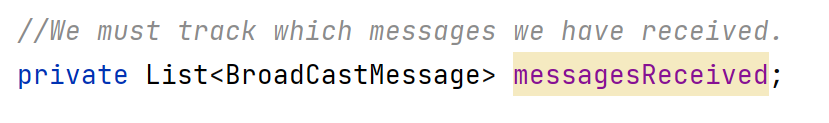 //We must track which messages we have received.
private List<BroadCastMessage> messagesReceived;